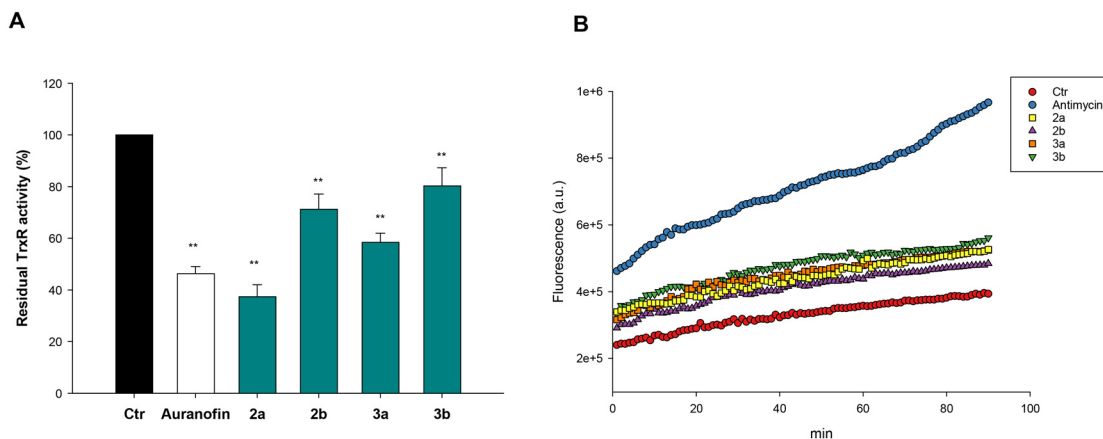 A
B
Residual TrxR activity (%)
120
100
80
60
40
20
0
**
**
**
**
**
Ctr
Auranofin
2a
2b
3a
3b
Fluorescence (a.u.)
1e+6
8e+5
6e+5
4e+5
2e+5
0
20
40
60
80
100
min
Ctr
Antimycin
2a
2b
3a
3b